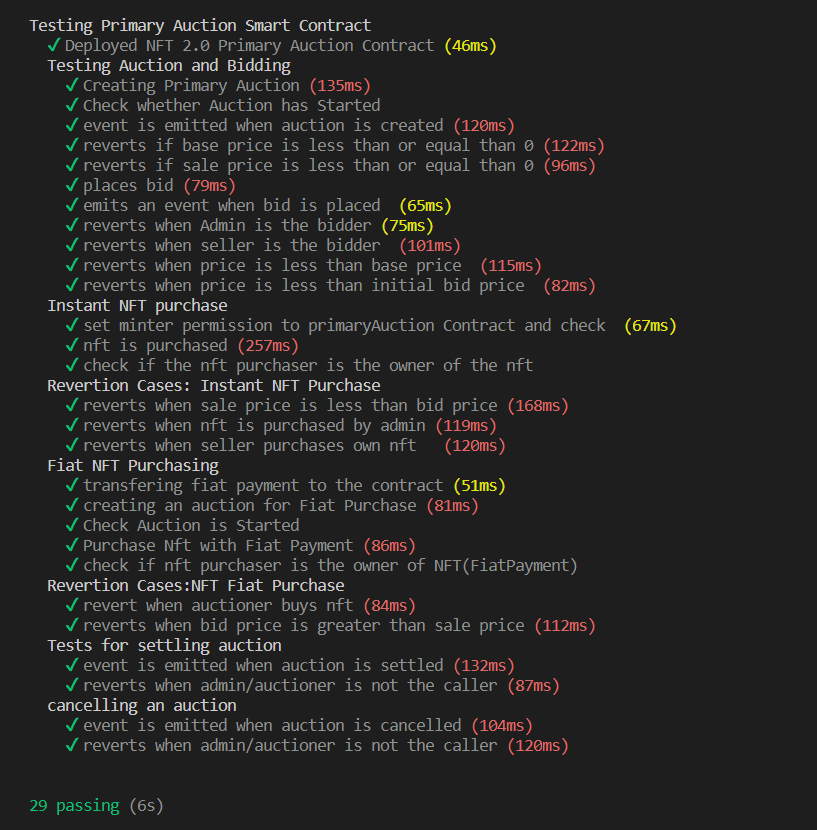 Testing Primary Auction Smart Contract
✓ Deployed NFT 2.0 Primary Auction Contract (46ms)
Testing Auction and Bidding
✓ Creating Primary Auction (135ms)
✓ Check whether Auction has Started
✓ event is emitted when auction is created (120ms)
✓ reverts if base price is less than or equal than 0 (122ms)
✓ reverts if sale price is less than or equal than 0 (96ms)
✓ places bid (79ms)
✓ emits an event when bid is placed (65ms)
✓ reverts when Admin is the bidder (75ms)
✓ reverts when seller is the bidder (101ms)
✓ reverts when price is less than base price (115ms)
✓ reverts when price is less than initial bid price (82ms)
Instant NFT purchase
✓ set minter permission to primaryAuction Contract and check (67ms)
✓ nft is purchased (257ms)
✓ check if the nft purchaser is the owner of the nft
Revertion Cases: Instant NFT Purchase
✓ reverts when sale price is less than bid price (168ms)
✓ reverts when nft is purchased by admin (119ms)
✓ reverts when seller purchases own nft (120ms)
Fiat NFT Purchasing
✓ transfering fiat payment to the contract (51ms)
✓ creating an auction for Fiat Purchase (81ms)
✓ Check Auction is Started
✓ Purchase Nft with Fiat Payment (86ms)
✓ check if nft purchaser is the owner of NFT(FiatPayment)
Revertion Cases:NFT Fiat Purchase
✓ revert when auctioner buys nft (84ms)
✓ reverts when bid price is greater than sale price (112ms)
Tests for settling auction
✓ event is emitted when auction is settled (132ms)
✓ reverts when admin/auctioner is not the caller (87ms)
cancelling an auction
✓ event is emitted when auction is cancelled (104ms)
✓ reverts when admin/auctioner is not the caller (120ms)
29 passing (6s)